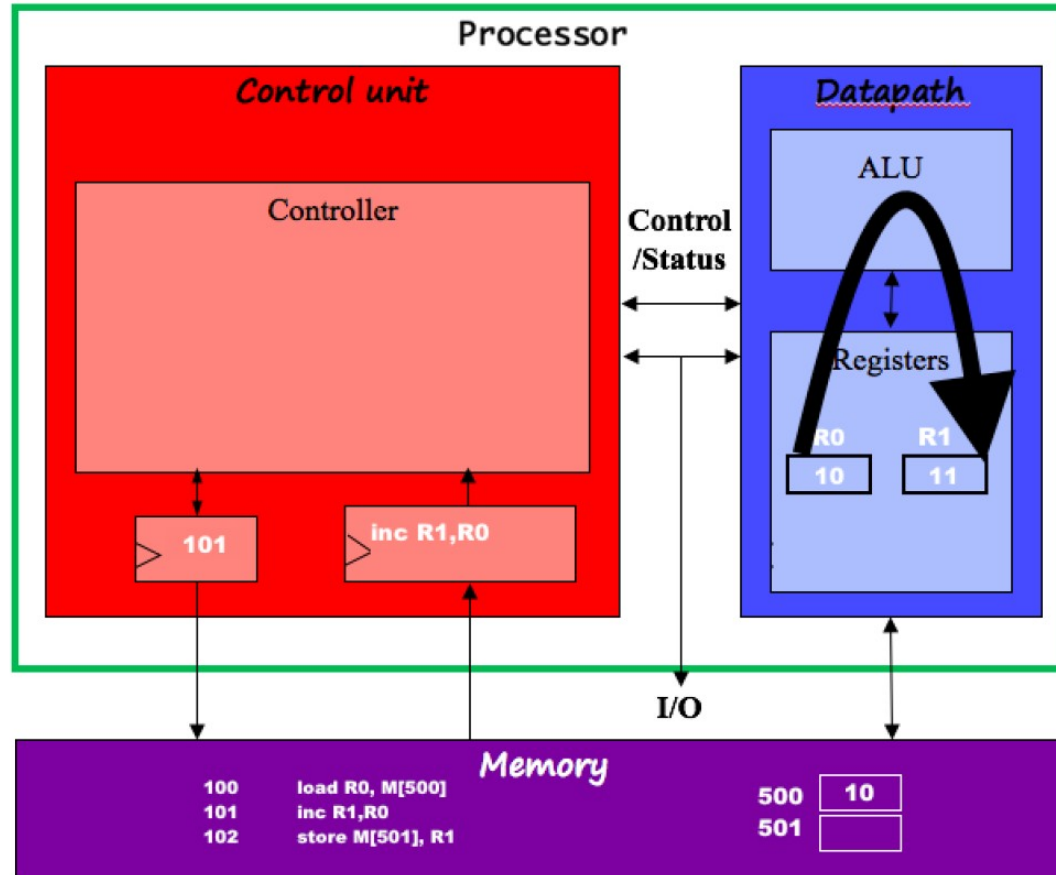 Processor
Control unit
Datapath
ALU
Controller
Control
/Status
Registers
R0 R1
10 11
101
inc R1,R0
I/O
Memory
100 load R0, M[500]
101 inc R1,R0
102 store M[501], R1
500 10
501